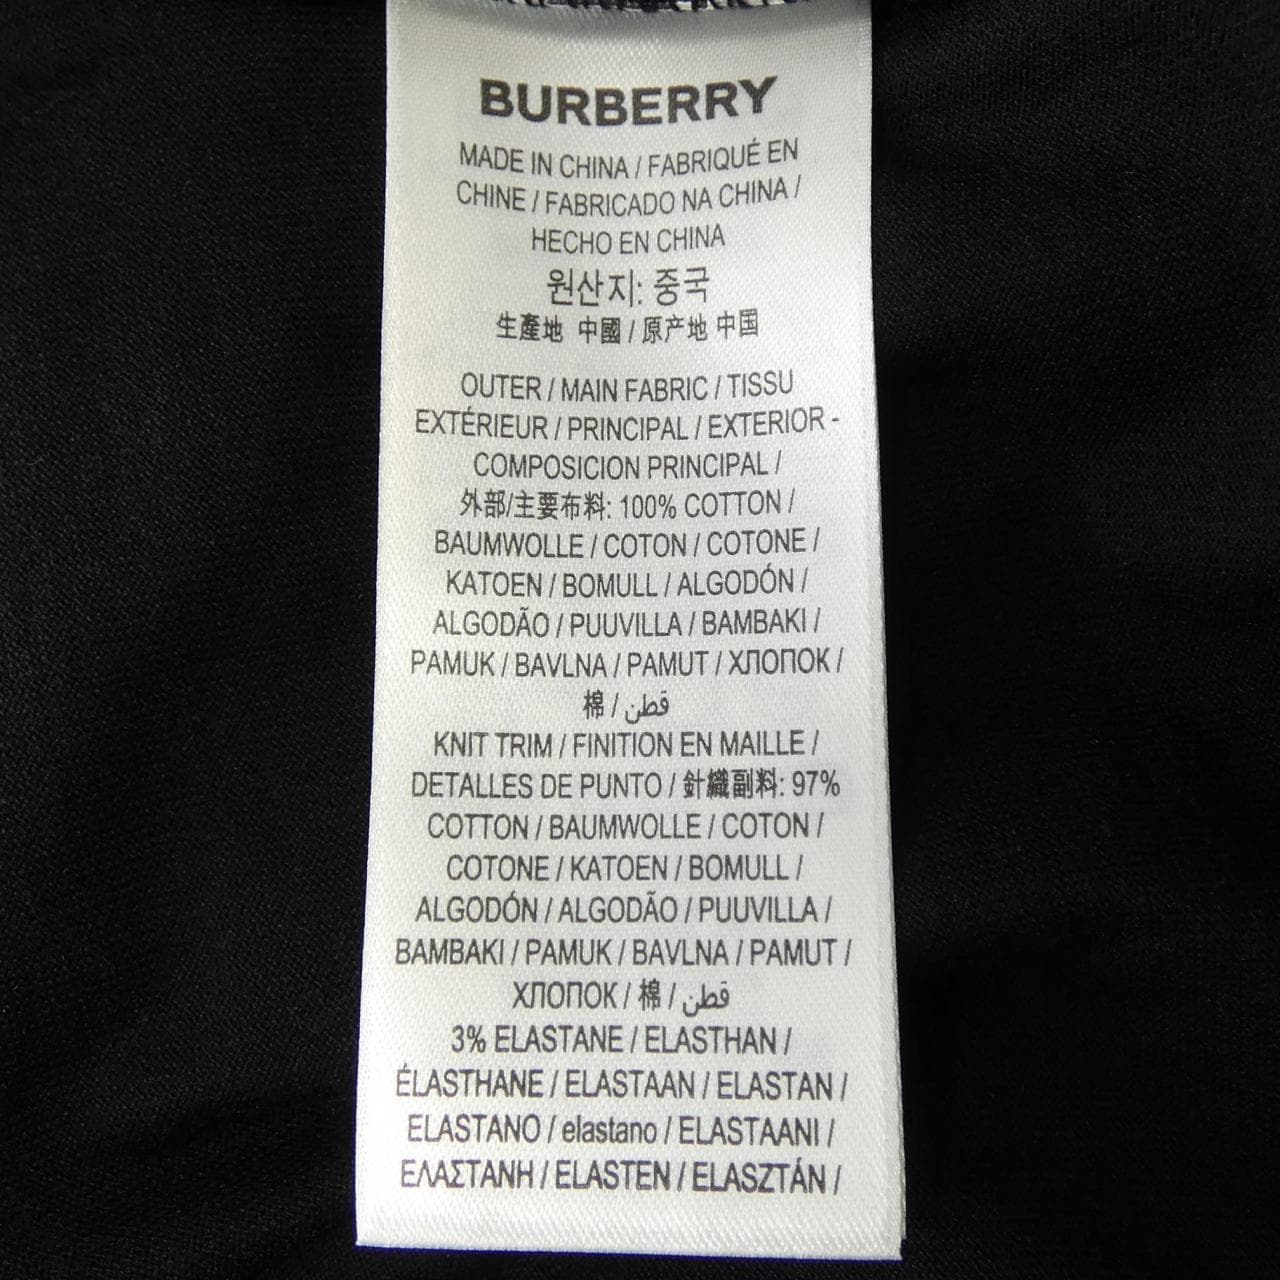 BURBERRY
MADE IN CHINA / FABRIQUÉ EN
CHINE / FABRICADO NA CHINA /
HECHO EN CHINA
원산지: 중국
生產地 中國 / 原产地 中国
OUTER / MAIN FABRIC / TISSU
EXTÉRIEUR / PRINCIPAL / EXTERIOR -
COMPOSICION PRINCIPAL /
外部/主要布料: 100% COTTON /
BAUMWOLLE / COTON / COTONE /
KATOEN / BOMULL / ALGODÓN /
ALGODÃO / PUUVILLA / BAMBAKI /
PAMUK / BAVLNA / PAMUT / ХЛОПОК /
棉 / قطن
KNIT TRIM / FINITION EN MAILLE /
DETALLES DE PUNTO / 針織副料: 97%
COTTON / BAUMWOLLE / COTON /
COTONE / KATOEN / BOMULL /
ALGODÓN / ALGODÃO / PUUVILLA /
BAMBAKI / PAMUK / BAVLNA / PAMUT /
ХЛОПОК / 棉 / قطن
3% ELASTANE / ELASTHAN /
ÉLASTHANE / ELASTAAN / ELASTAN /
ELASTANO / elastano / ELASTAANI /
ΕΛΑΣΤΑΝΗ / ELASTEN / ELASZTÁN /